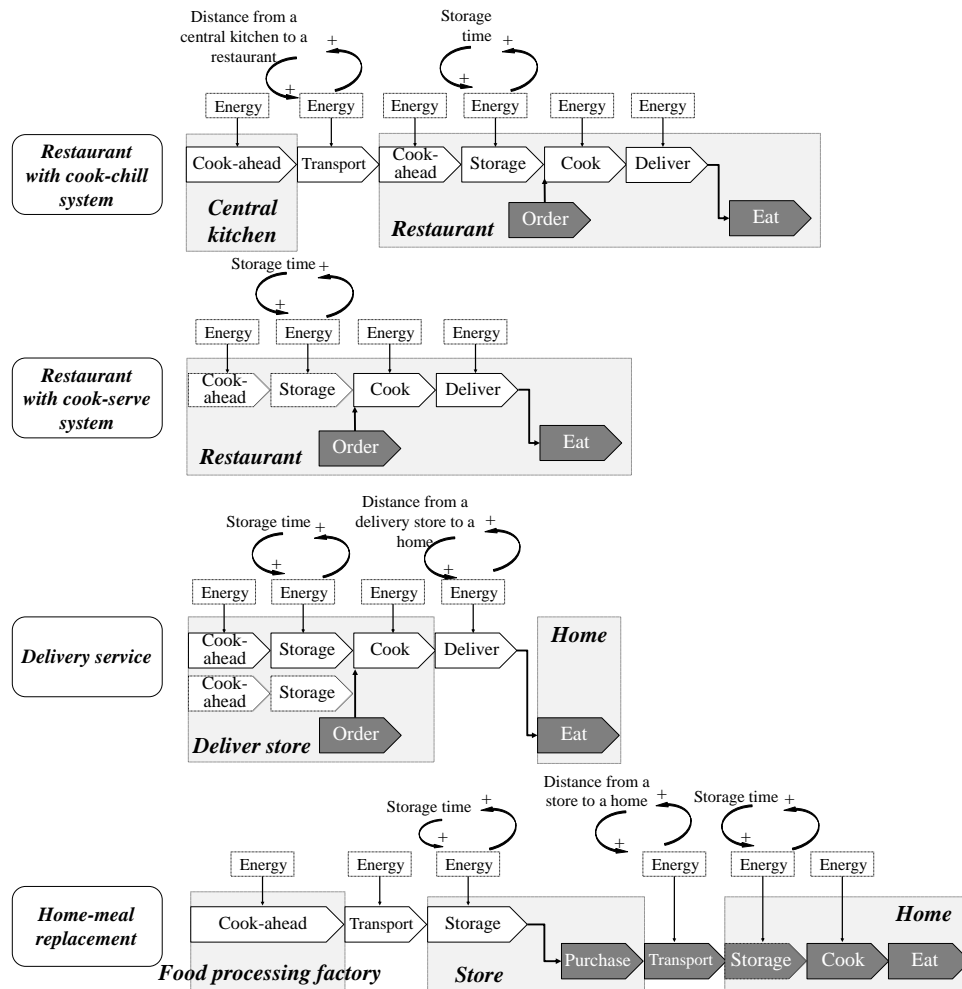 Distance from a
central kitchen to a
restaurant
+
+
Storage
time
+
+
Energy
Energy
Energy
Energy
Energy
Energy
Restaurant
with cook-chill
system
Cook-ahead
Transport
Cook-
ahead
Storage
Cook
Deliver
Central
kitchen
Restaurant
Order
Eat
Storage time
+
+
Energy
Energy
Energy
Energy
Restaurant
with cook-serve
system
Cook-
ahead
Storage
Cook
Deliver
Restaurant
Order
Eat
Storage time
+
+
Distance from a
delivery store to a
home
+
+
Energy
Energy
Energy
Energy
Delivery service
Cook-
ahead
Storage
Cook
Deliver
Home
Cook-
ahead
Storage
Deliver store
Order
Eat
Storage time
+
+
Distance from a
store to a home
+
+
Storage time
+
+
Energy
Energy
Energy
Energy
Energy
Energy
Home-meal
replacement
Cook-ahead
Transport
Storage
Home
Food processing factory
Store
Purchase
Transport
Storage
Cook
Eat